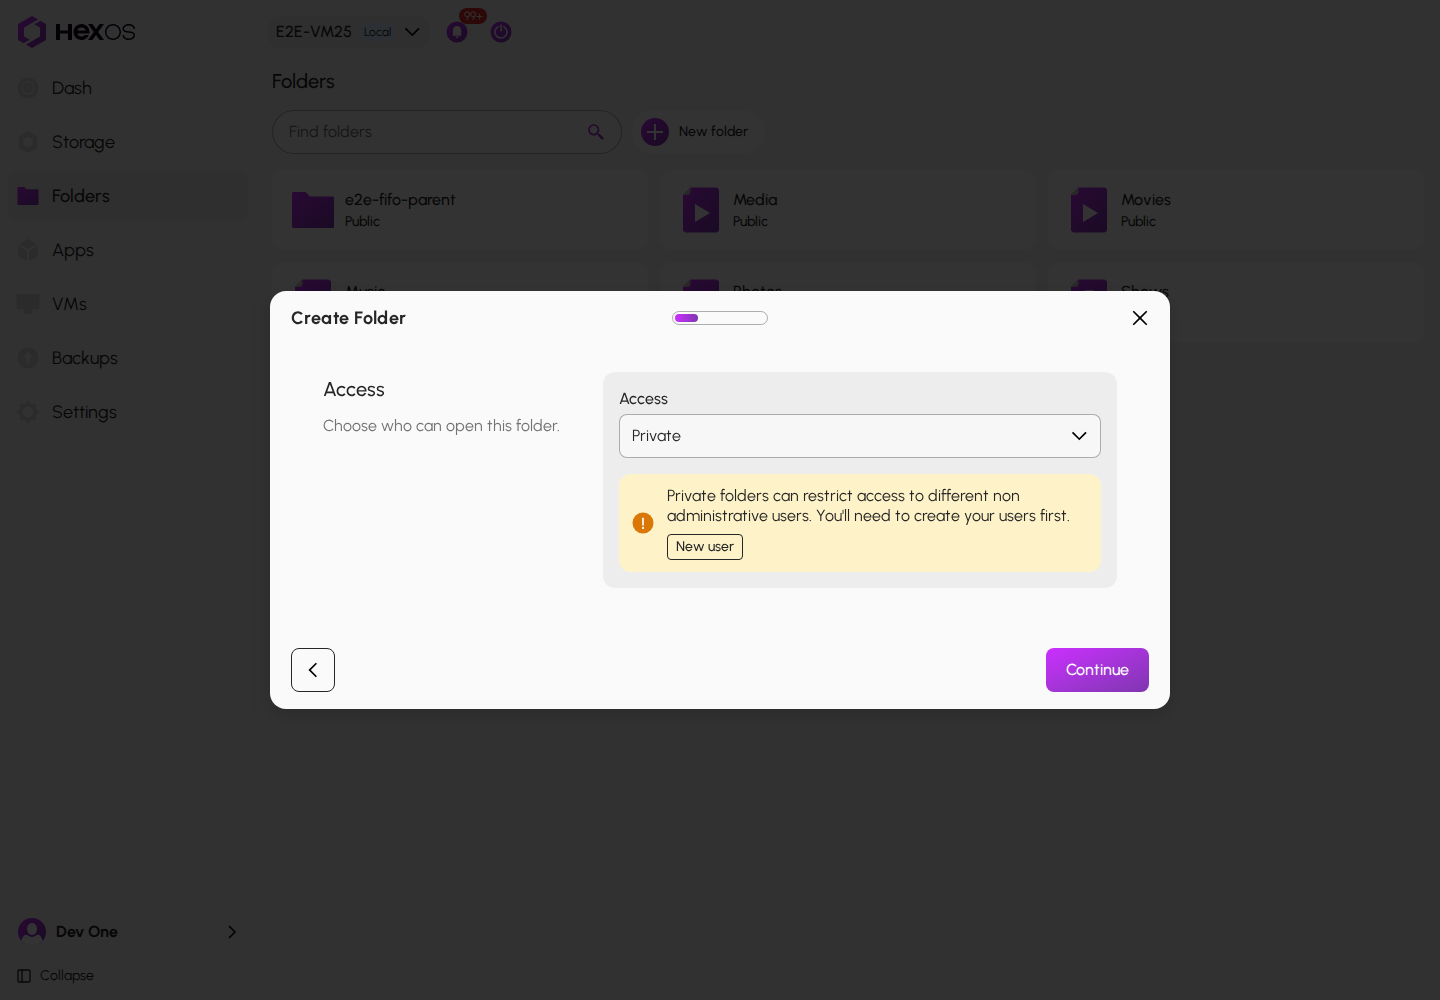 HEXOS
E2E-VM25 Local
99+
Dash
Storage
Folders
Apps
VMs
Backups
Settings
Folders
Find folders
New folder
e2e-fifo-parent
Public
Media
Public
Movies
Public
Music
Photos
Shows
Create Folder
Access
Choose who can open this folder.
Access
Private
Private folders can restrict access to different non
administrative users. You'll need to create your users first.
New user
Continue
Dev One
Collapse